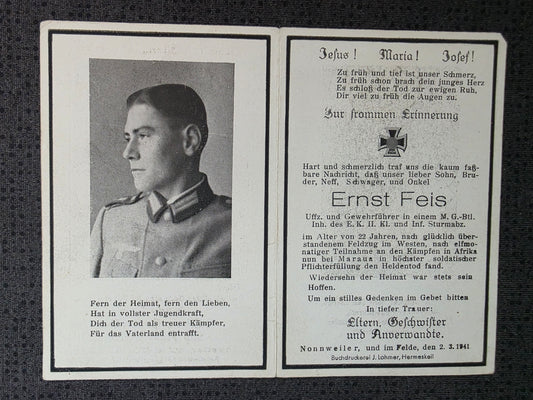 Fern der Heimat, fern den Lieben,
Hat in vollster Jugendkraft,
Dich der Tod als treuer Kämpfer,
Für das Vaterland entrafft.
Jesus! Maria! Josef!
Zu früh und tief ist unser Schmerz,
Zu früh schon brach dein junges Herz
Es schloß der Tod zur ewigen Ruh,
Dir viel zu früh die Augen zu.
Zur frommen Erinnerung
Hart und schmerzlich traf uns die kaum faß-
bare Nachricht, daß unser lieber Sohn, Bru-
der, Neff, Schwager, und Onkel
Ernst Feis
Uffz. und Gewehrführer in einem M. G.-Btl.
Inh. des E. K. II. Kl. und Inf. Sturmabz.
im Alter von 22 Jahren, nach glücklich über-
standenem Feldzug im Westen, nach elfmo-
natiger Teilnahme an den Kämpfen in Afrika
nun bei Maraua in höchster soldatischer
Pflichterfüllung den Heldentod fand.
Wiedersehn der Heimat war stets sein
Hoffen.
Um ein stilles Gedenken im Gebet bitten
In tiefer Trauer:
Eltern, Geschwister
und Anverwandte.
Nonnweiler, und im Felde, den 2. 3. 1941
Buchdruckerei J. Lohmer, Hermeskeil